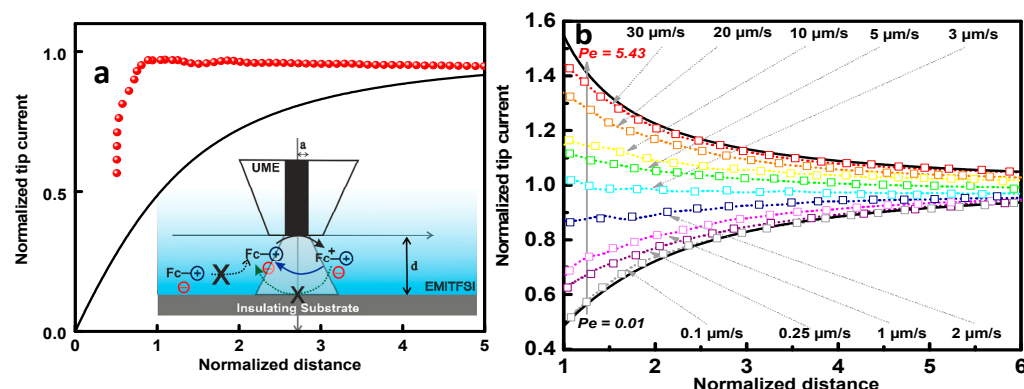 a
Normalized tip current
1.0
0.5
0.0
0
1
2
3
4
5
Normalized distance
a
UME
Fc
+
Fc
+
Fc
+
X
X
d
EMITFSI
Insulating Substrate
b
Normalized tip current
1.6
1.4
1.2
1.0
0.8
0.6
0.4
30 µm/s
20 µm/s
10 µm/s
5 µm/s
3 µm/s
Pe = 5.43
Pe = 0.01
0.1 µm/s
0.25 µm/s
1 µm/s
2 µm/s
1
2
3
4
5
6
Normalized distance